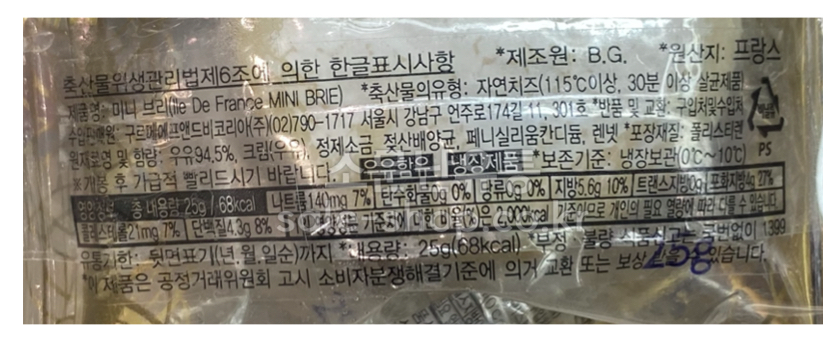 축산물위생관리법제6조에 의한 한글표시사항 *제조원: B.G. *원산지: 프랑스
제품명: 미니 브리(Ile De France MINI BRIE) *축산물의유형: 자연치즈(115℃이상, 30분 이상 살균제품)
수입판매원: 구르메에프앤드비코리아(주)(02)790-1717 서울시 강남구 언주로174길 11, 301호 *반품 및 교환: 구입처및수입처
원재료명 및 함량: 우유94.5%, 크림(우유), 정제소금, 젖산배양균, 페니실리움칸디듐, 렌넷 *포장재질: 폴리스티렌
우유함유 냉장제품 *보존기준: 냉장보관(0℃~10℃) PS
※개봉 후 가급적 빨리드시기 바랍니다.
영양정보 총 내용량 25g 68kcal 나트륨140mg 7% 탄수화물0g 0% 당류0g 0% 지방5.6g 10% 트랜스지방0g 포화지방4g 27%
콜레스테롤21mg 7% 단백질4.3g 8% 1일 영양성분 기준치에 대한 비율(%)은 2,000kcal 기준이므로 개인의 필요 열량에 따라 다를 수 있습니다.
유통기한: 뒷면표기(년.월.일순)까지 *내용량: 25g(68kcal) *부정·불량 식품신고는 국번없이 1399
*이 제품은 공정거래위원회 고시 소비자분쟁해결기준에 의거 교환 또는 보상 받을 수 있습니다.